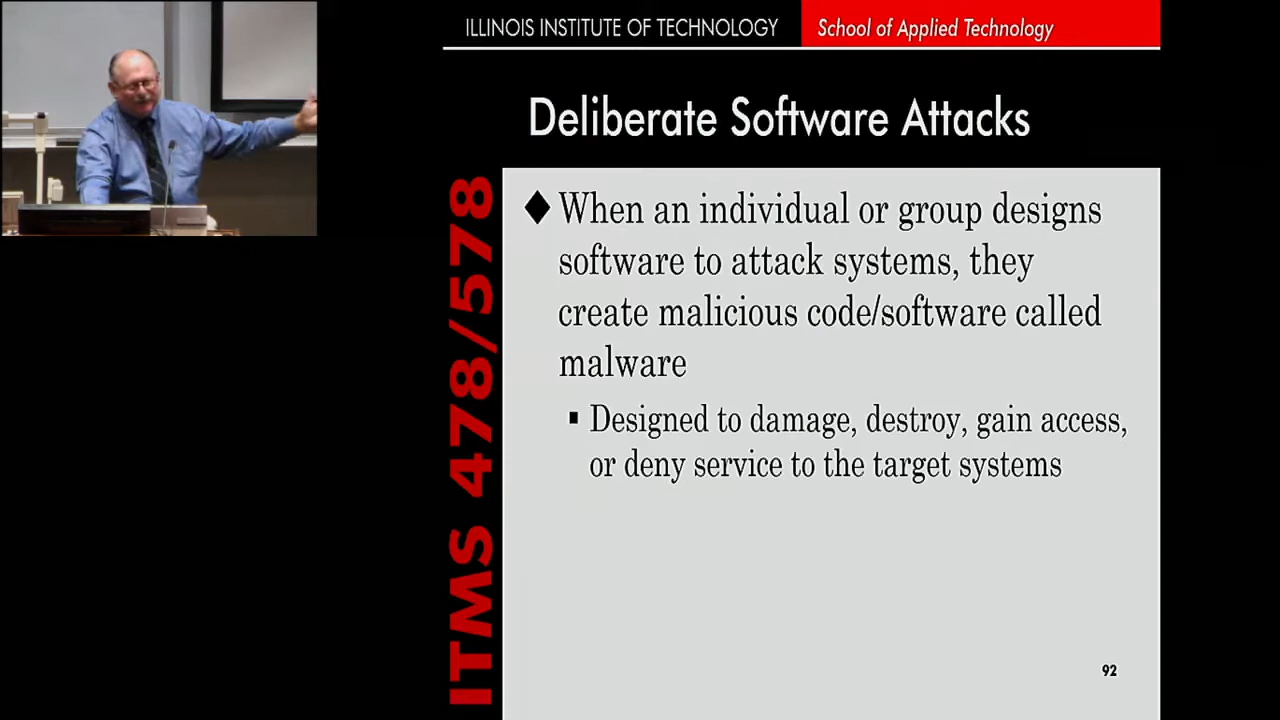 ILLINOIS INSTITUTE OF TECHNOLOGY School of Applied Technology
Deliberate Software Attacks
ITMS 478/578
♦ When an individual or group designs
software to attack systems, they
create malicious code/software called
malware
▪ Designed to damage, destroy, gain access,
or deny service to the target systems
92